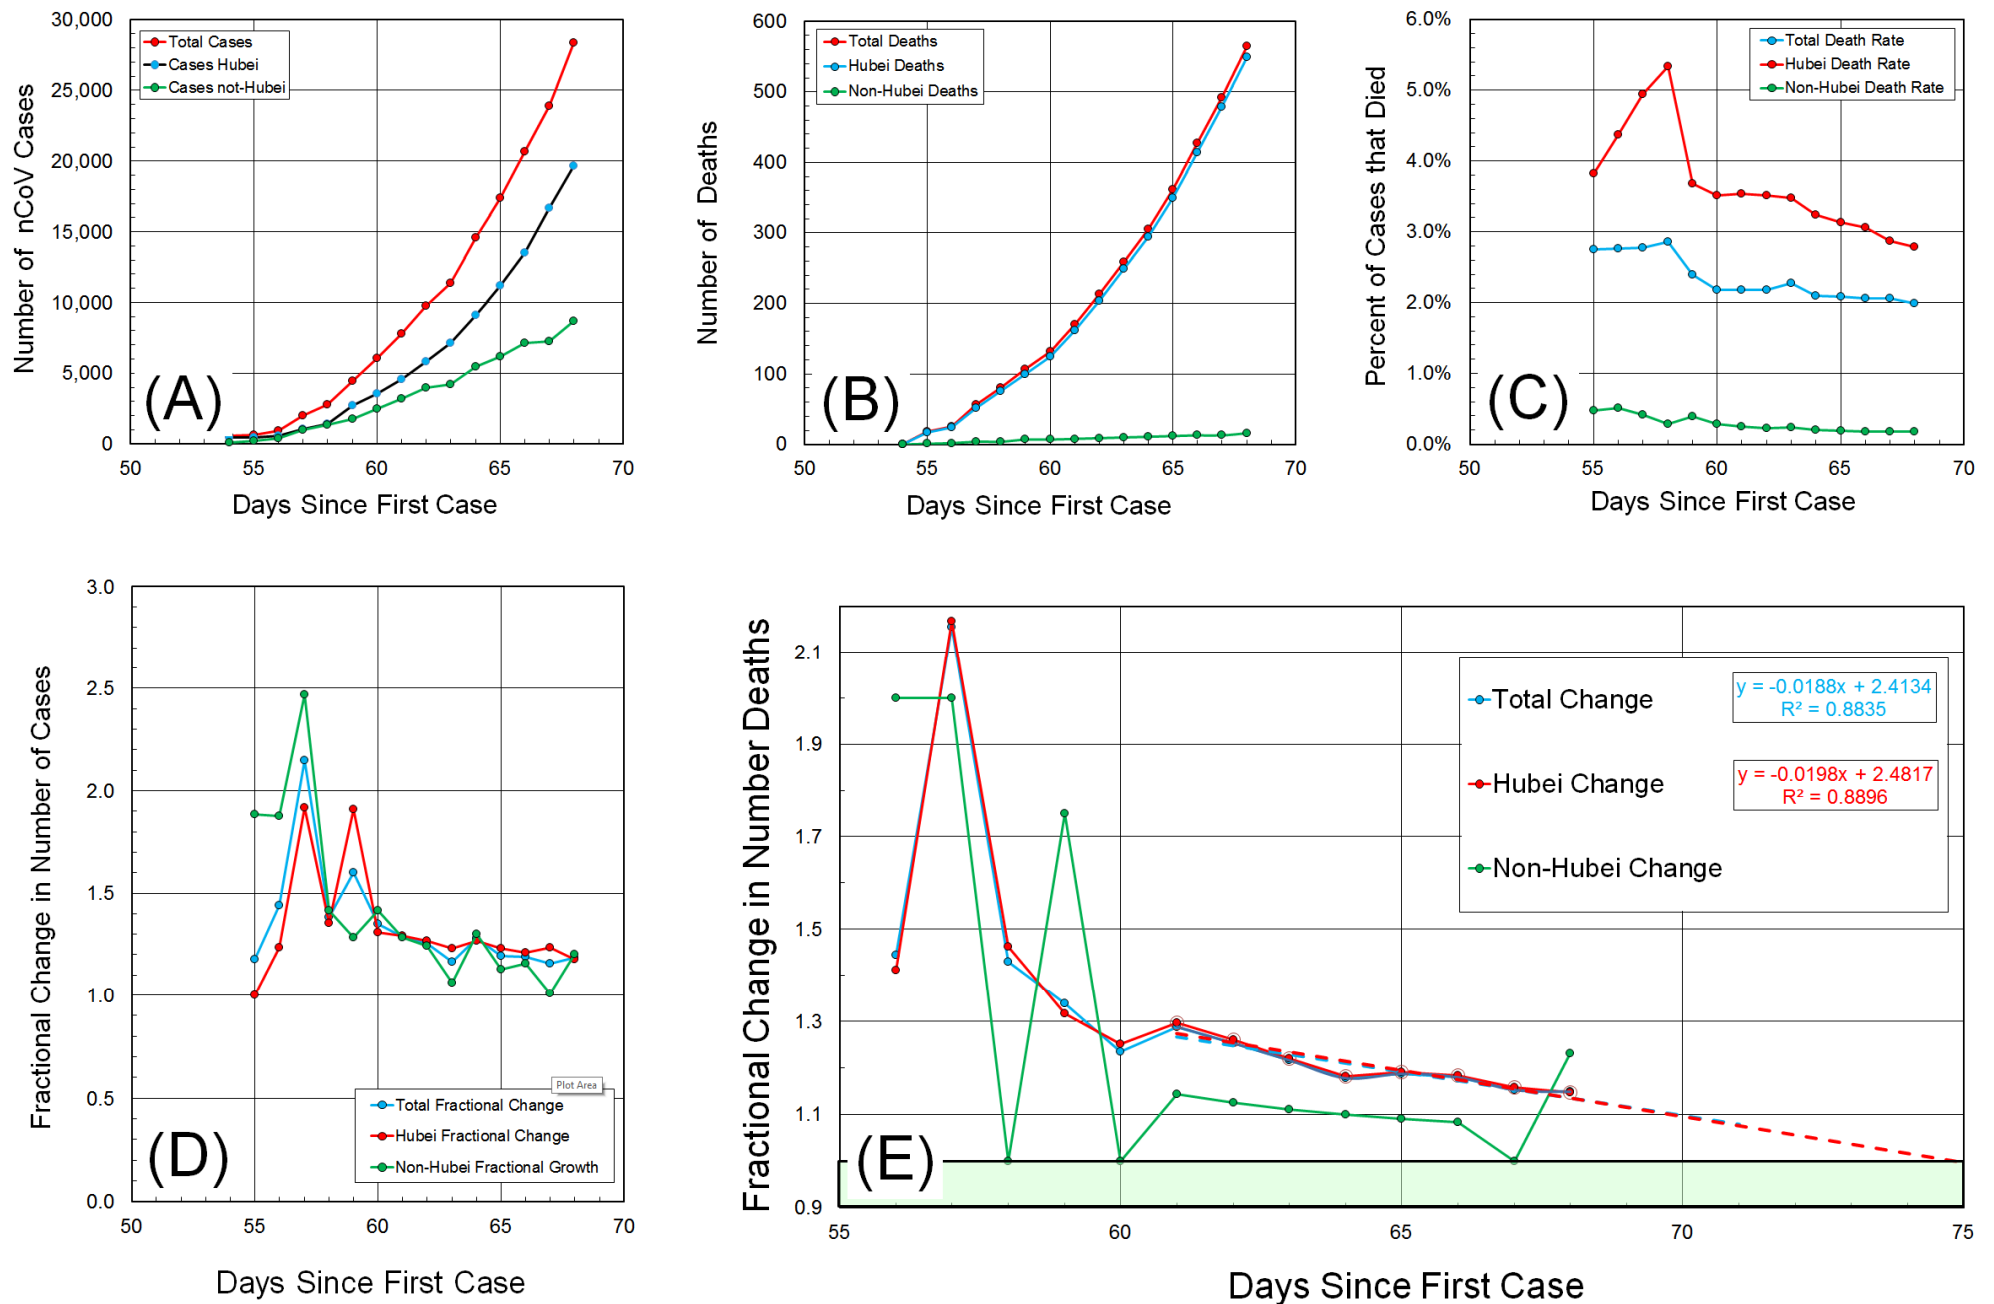 30,000
25,000
20,000
15,000
10,000
5,000
0
50
55
60
65
70
Number of nCoV Cases
Days Since First Case
Total Cases
Cases Hubei
Cases not-Hubei
(A)
600
500
400
300
200
100
0
50
55
60
65
70
Number of Deaths
Days Since First Case
Total Deaths
Hubei Deaths
Non-Hubei Deaths
(B)
6.0%
5.0%
4.0%
3.0%
2.0%
1.0%
0.0%
50
55
60
65
70
Percent of Cases that Died
Days Since First Case
Total Death Rate
Hubei Death Rate
Non-Hubei Death Rate
(C)
3.0
2.5
2.0
1.5
1.0
0.5
0.0
50
55
60
65
70
Fractional Change in Number of Cases
Days Since First Case
Plot Area
Total Fractional Change
Hubei Fractional Change
Non-Hubei Fractional Growth
(D)
2.1
1.9
1.7
1.5
1.3
1.1
0.9
55
60
65
70
75
Fractional Change in Number Deaths
Days Since First Case
Total Change
y = -0.0188x + 2.4134
R² = 0.8835
Hubei Change
y = -0.0198x + 2.4817
R² = 0.8896
Non-Hubei Change
(E)